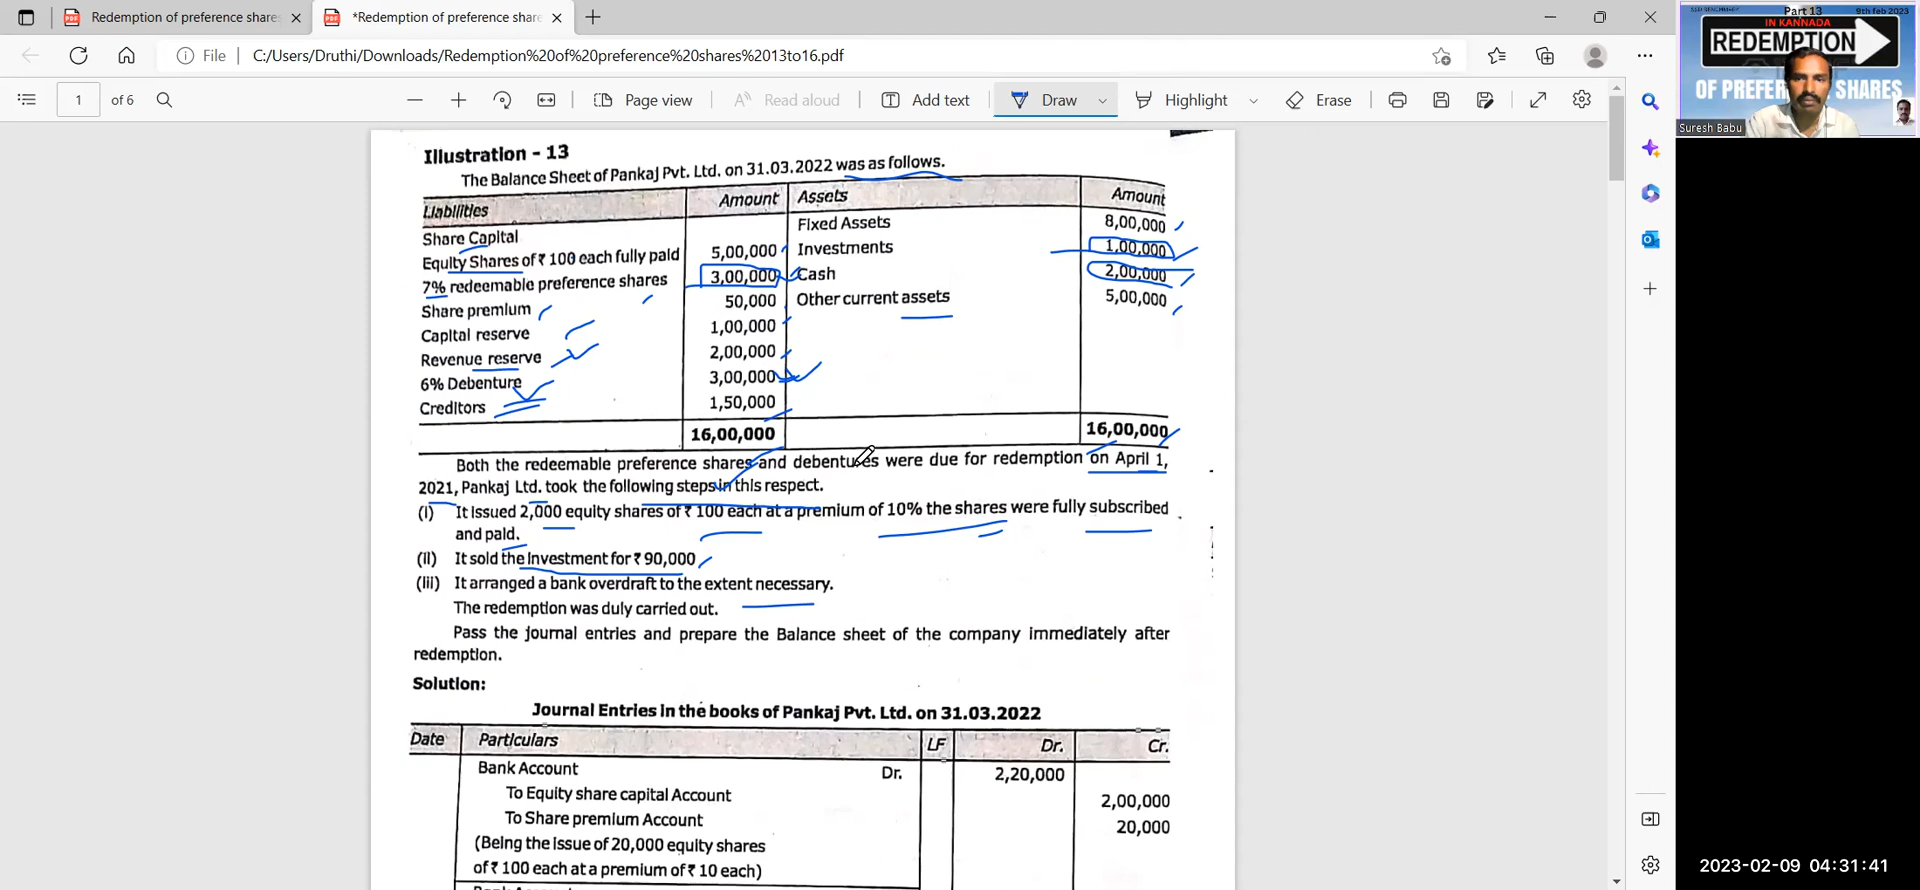 Redemption of preference share
*Redemption of preference share
File
C:/Users/Druthi/Downloads/Redemption%20of%20preference%20shares%2013to16.pdf
1 of 6
Page view
Read aloud
Add text
Draw
Highlight
Erase
Part 13
9th feb 2023
IN KANNADA
REDEMPTION
OF PREFER SHARES
Suresh Babu
Illustration - 13
The Balance Sheet of Pankaj Pvt. Ltd. on 31.03.2022 was as follows.
Liabilities Amount Assets Amount
Share Capital Fixed Assets 8,00,000
Equity Shares of ₹ 100 each fully paid 5,00,000 Investments 1,00,000
7% redeemable preference shares 3,00,000 Cash 2,00,000
Share premium 50,000 Other current assets 5,00,000
Capital reserve 1,00,000
Revenue reserve 2,00,000
6% Debenture 3,00,000
Creditors 1,50,000
16,00,000 16,00,000
Both the redeemable preference shares and debentures were due for redemption on April 1,
2021, Pankaj Ltd. took the following steps in this respect.
(i) It issued 2,000 equity shares of ₹ 100 each at a premium of 10% the shares were fully subscribed
and paid.
(ii) It sold the investment for ₹ 90,000
(iii) It arranged a bank overdraft to the extent necessary.
The redemption was duly carried out.
Pass the journal entries and prepare the Balance sheet of the company immediately after
redemption.
Solution:
Journal Entries in the books of Pankaj Pvt. Ltd. on 31.03.2022
Date Particulars LF Dr. Cr.
Bank Account Dr. 2,20,000
To Equity share capital Account 2,00,000
To Share premium Account 20,000
(Being the issue of 20,000 equity shares
of ₹ 100 each at a premium of ₹ 10 each)
2023-02-09 04:31:41